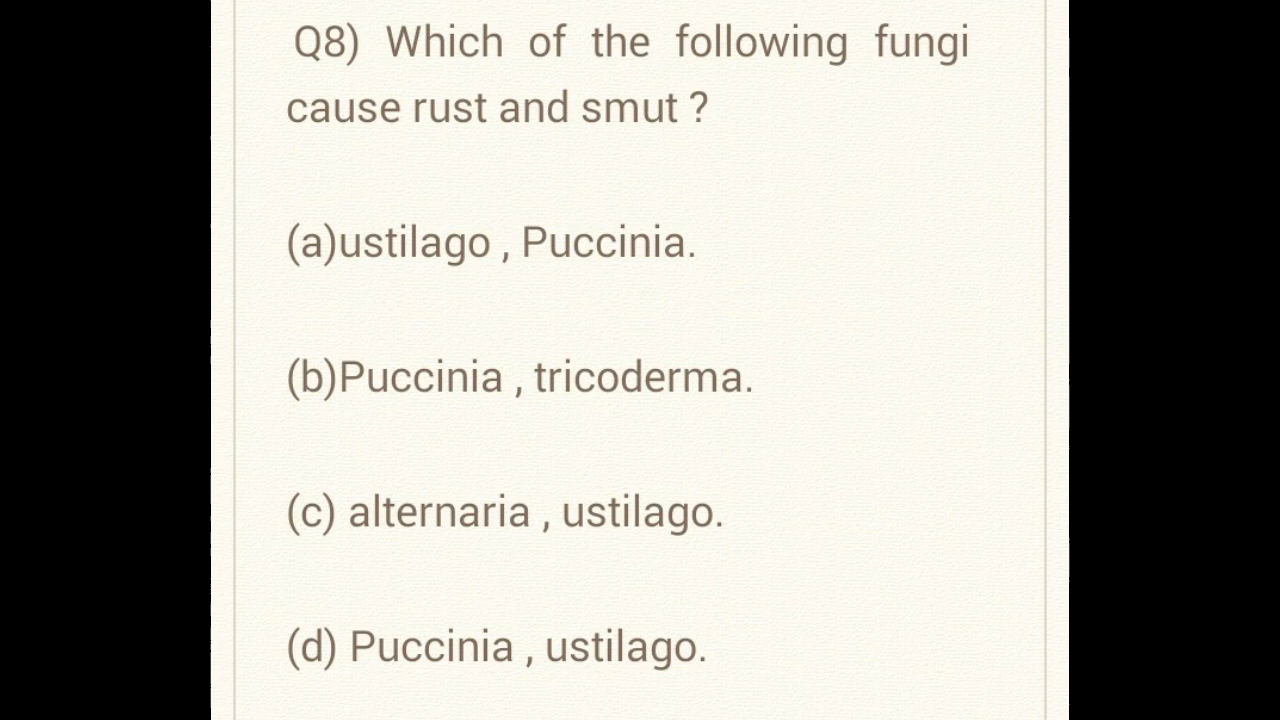 Q8) Which of the following fungi
cause rust and smut ?
(a)ustilago , Puccinia.
(b)Puccinia , tricoderma.
(c) alternaria , ustilago.
(d) Puccinia , ustilago.